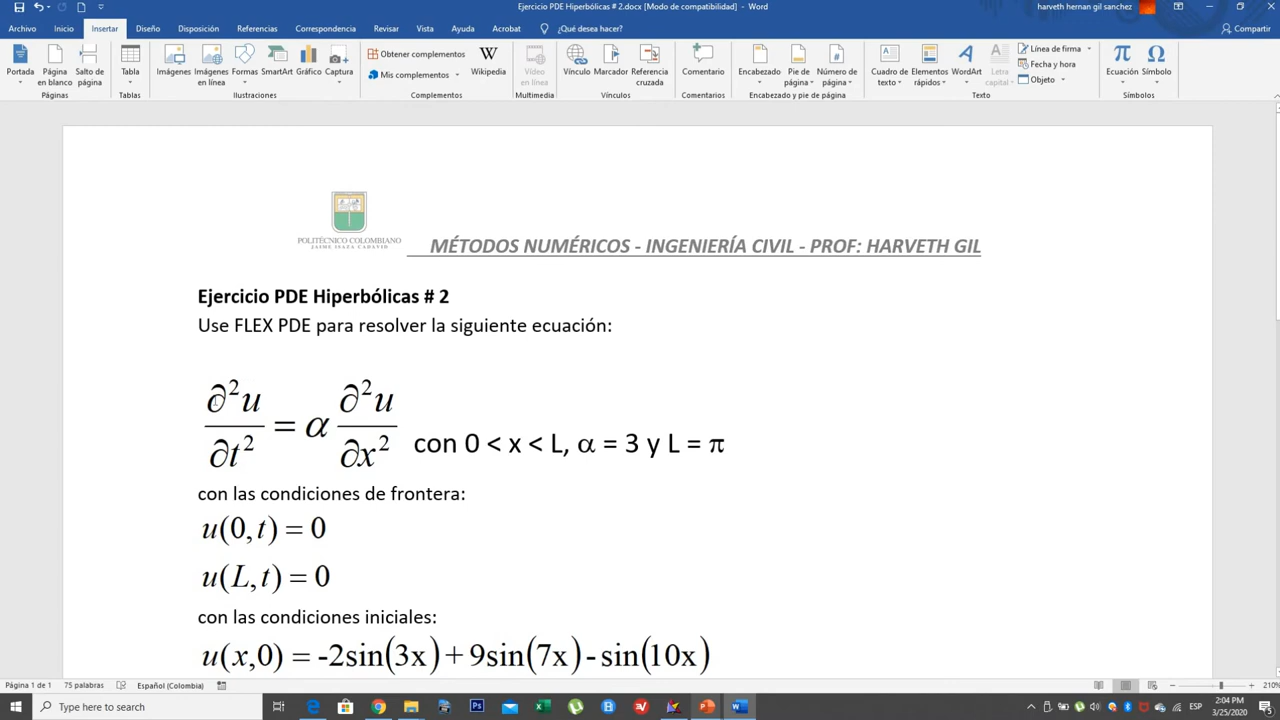 Ejercicio PDE Hiperbólicas # 2.docx [Modo de compatibilidad] - Word
harveth hernan gil sanchez
Archivo Inicio Insertar Diseño Disposición Referencias Correspondencia Revisar Vista Ayuda Acrobat ¿Qué desea hacer? Compartir
Portada
Página en blanco
Salto de página
Tabla
Imágenes
Imágenes en línea
Formas
SmartArt
Gráfico
Captura
Obtener complementos
Mis complementos
Wikipedia
Vídeo en línea
Vínculo
Marcador
Referencia cruzada
Comentario
Encabezado
Pie de página
Número de página
Cuadro de texto
Elementos rápidos
WordArt
Letra capital
Línea de firma
Fecha y hora
Objeto
Ecuación
Símbolo
Páginas Tablas Ilustraciones Complementos Multimedia Vínculos Comentarios Encabezado y pie de página Texto Símbolos
POLITÉCNICO COLOMBIANO
JAIME ISAZA CADAVID
MÉTODOS NUMÉRICOS - INGENIERÍA CIVIL - PROF: HARVETH GIL
Ejercicio PDE Hiperbólicas # 2
Use FLEX PDE para resolver la siguiente ecuación:
∂²u/∂t² = α ∂²u/∂x² con 0 < x < L, α = 3 y L = π
con las condiciones de frontera:
u(0,t) = 0
u(L,t) = 0
con las condiciones iniciales:
u(x,0) = -2sin(3x) + 9sin(7x) - sin(10x)
Página 1 de 1 75 palabras Español (Colombia) 210%
Type here to search
ESP
2:04 PM
3/25/2020